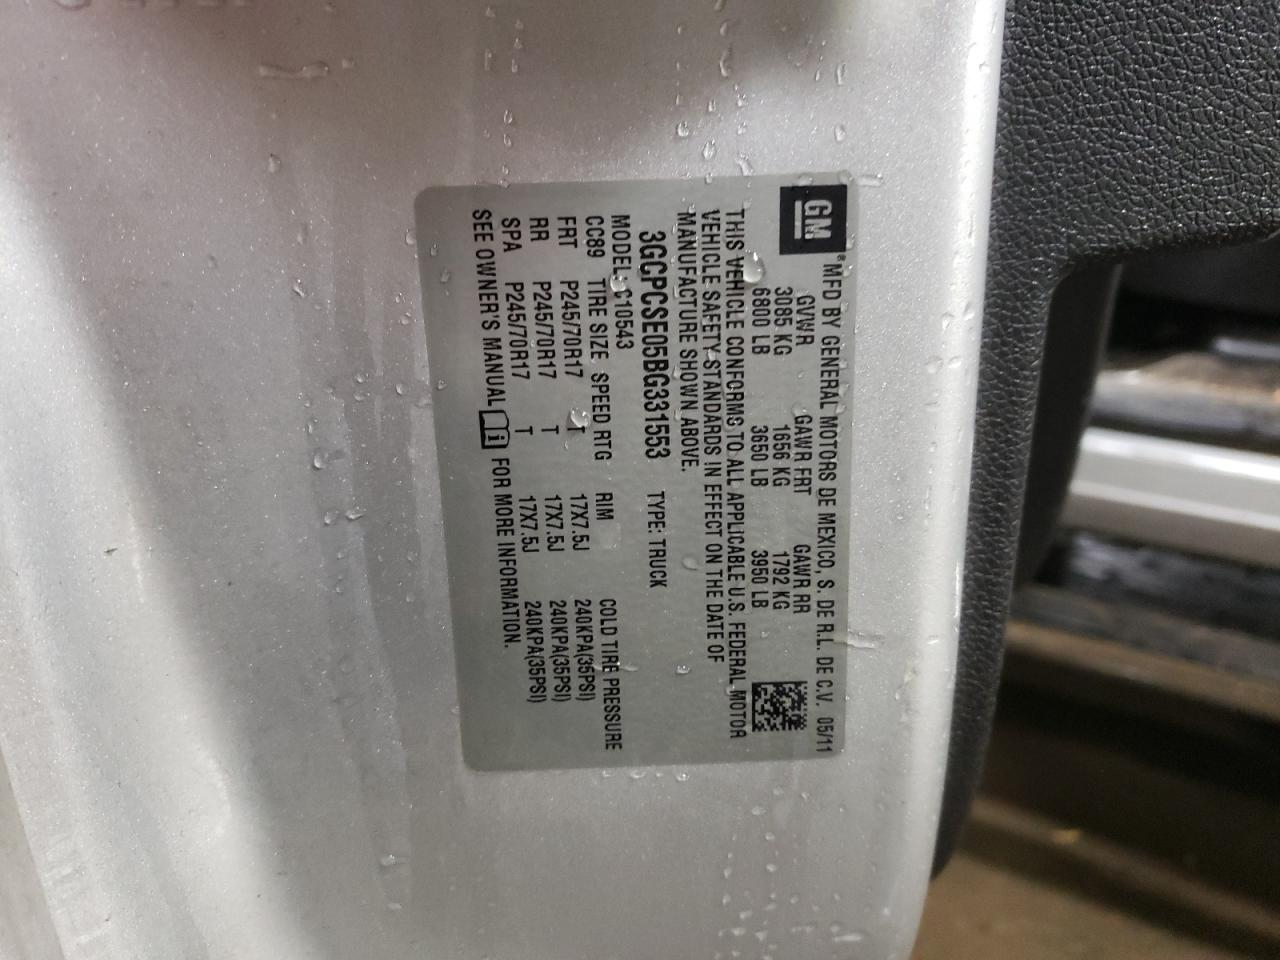 GM
® MFD BY GENERAL MOTORS DE MEXICO, S. DE R.L. DE C.V. 05/11
GVWR GAWR FRT GAWR RR
3085 KG 1656 KG 1792 KG
6800 LB 3650 LB 3950 LB
THIS VEHICLE CONFORMS TO ALL APPLICABLE U.S. FEDERAL MOTOR
VEHICLE SAFETY STANDARDS IN EFFECT ON THE DATE OF
MANUFACTURE SHOWN ABOVE.
3GCPCSE05BG331553 TYPE: TRUCK
MODEL: C10543
CC89 TIRE SIZE SPEED RTG RIM COLD TIRE PRESSURE
FRT P245/70R17 T 17X7.5J 240KPA(35PSI)
RR P245/70R17 T 17X7.5J 240KPA(35PSI)
SPA P245/70R17 T 17X7.5J 240KPA(35PSI)
SEE OWNER'S MANUAL i FOR MORE INFORMATION.